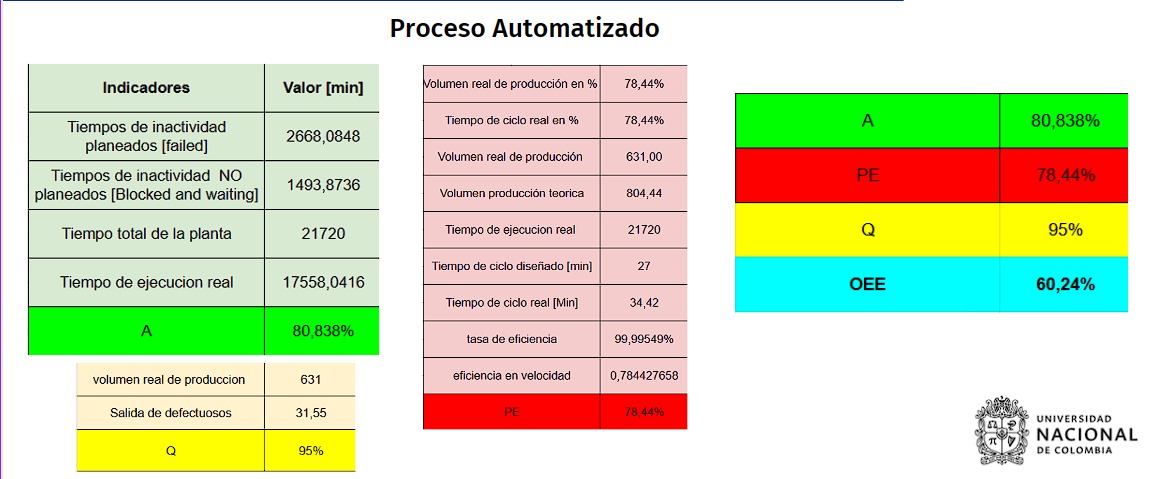 Proceso Automatizado
Indicadores Valor [min]
Tiempos de inactividad
planeados [failed] 2668,0848
Tiempos de inactividad NO
planeados [Blocked and waiting] 1493,8736
Tiempo total de la planta 21720
Tiempo de ejecucion real 17558,0416
A 80,838%
volumen real de produccion 631
Salida de defectuosos 31,55
Q 95%
Volumen real de producción en % 78,44%
Tiempo de ciclo real en % 78,44%
Volumen real de producción 631,00
Volumen producción teorica 804,44
Tiempo de ejecucion real 21720
Tiempo de ciclo diseñado [min] 27
Tiempo de ciclo real [Min] 34,42
tasa de eficiencia 99,99549%
eficiencia en velocidad 0,784427658
PE 78,44%
A 80,838%
PE 78,44%
Q 95%
OEE 60,24%
UNIVERSIDAD
NACIONAL
DE COLOMBIA